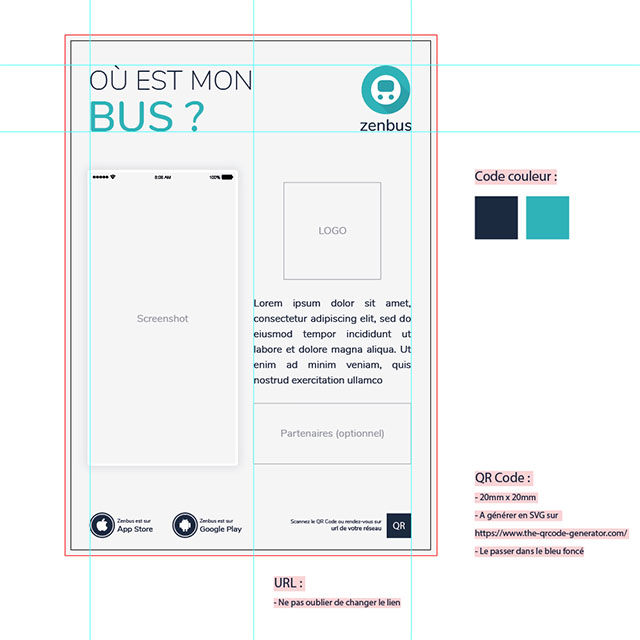 OÙ EST MON
BUS ?
zenbus
9:05 AM
100%
Screenshot
LOGO
Lorem ipsum dolor sit amet,
consectetur adipiscing elit, sed do
eiusmod tempor incididunt ut
labore et dolore magna aliqua. Ut
enim ad minim veniam, quis
nostrud exercitation ullamco
Partenaires (optionnel)
Zenbus est sur
App Store
Zenbus est sur
Google Play
Scannez le QR Code ou rendez-vous sur
url de votre réseau
QR
Code couleur :
QR Code :
- 20mm x 20mm
- A générer en SVG sur
https://www.the-qrcode-generator.com/
- Le passer dans le bleu foncé
URL :
- Ne pas oublier de changer le lien